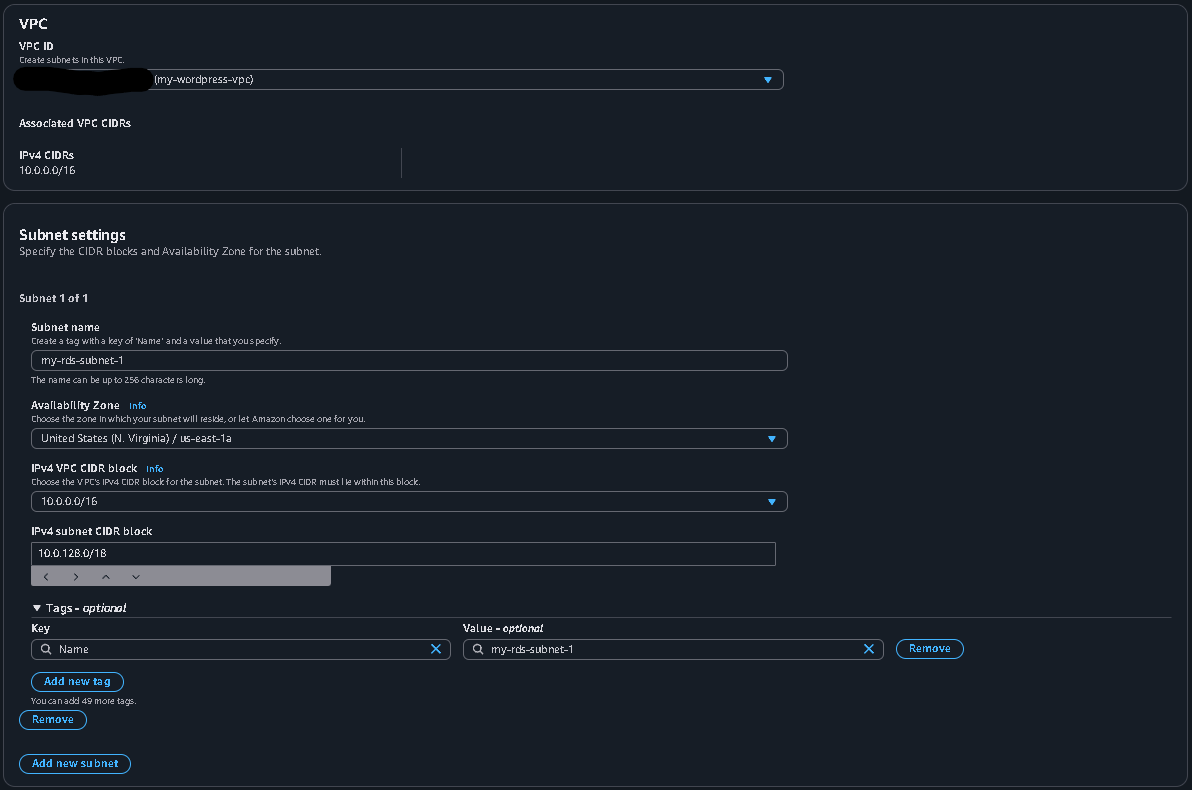 VPC
VPC ID
Create subnets in this VPC.
(my-wordpress-vpc)
Associated VPC CIDRs
IPv4 CIDRs
10.0.0.0/16
Subnet settings
Specify the CIDR blocks and Availability Zone for the subnet.
Subnet 1 of 1
Subnet name
Create a tag with a key of 'Name' and a value that you specify.
my-rds-subnet-1
The name can be up to 256 characters long.
Availability Zone Info
Choose the zone in which your subnet will reside, or let Amazon choose one for you.
United States (N. Virginia) / us-east-1a
IPv4 VPC CIDR block Info
Choose the VPC's IPv4 CIDR block for the subnet. The subnet's IPv4 CIDR must lie within this block.
10.0.0.0/16
IPv4 subnet CIDR block
10.0.128.0/18
Tags - optional
Key Value - optional
Name my-rds-subnet-1 Remove
Add new tag
You can add 49 more tags.
Remove
Add new subnet